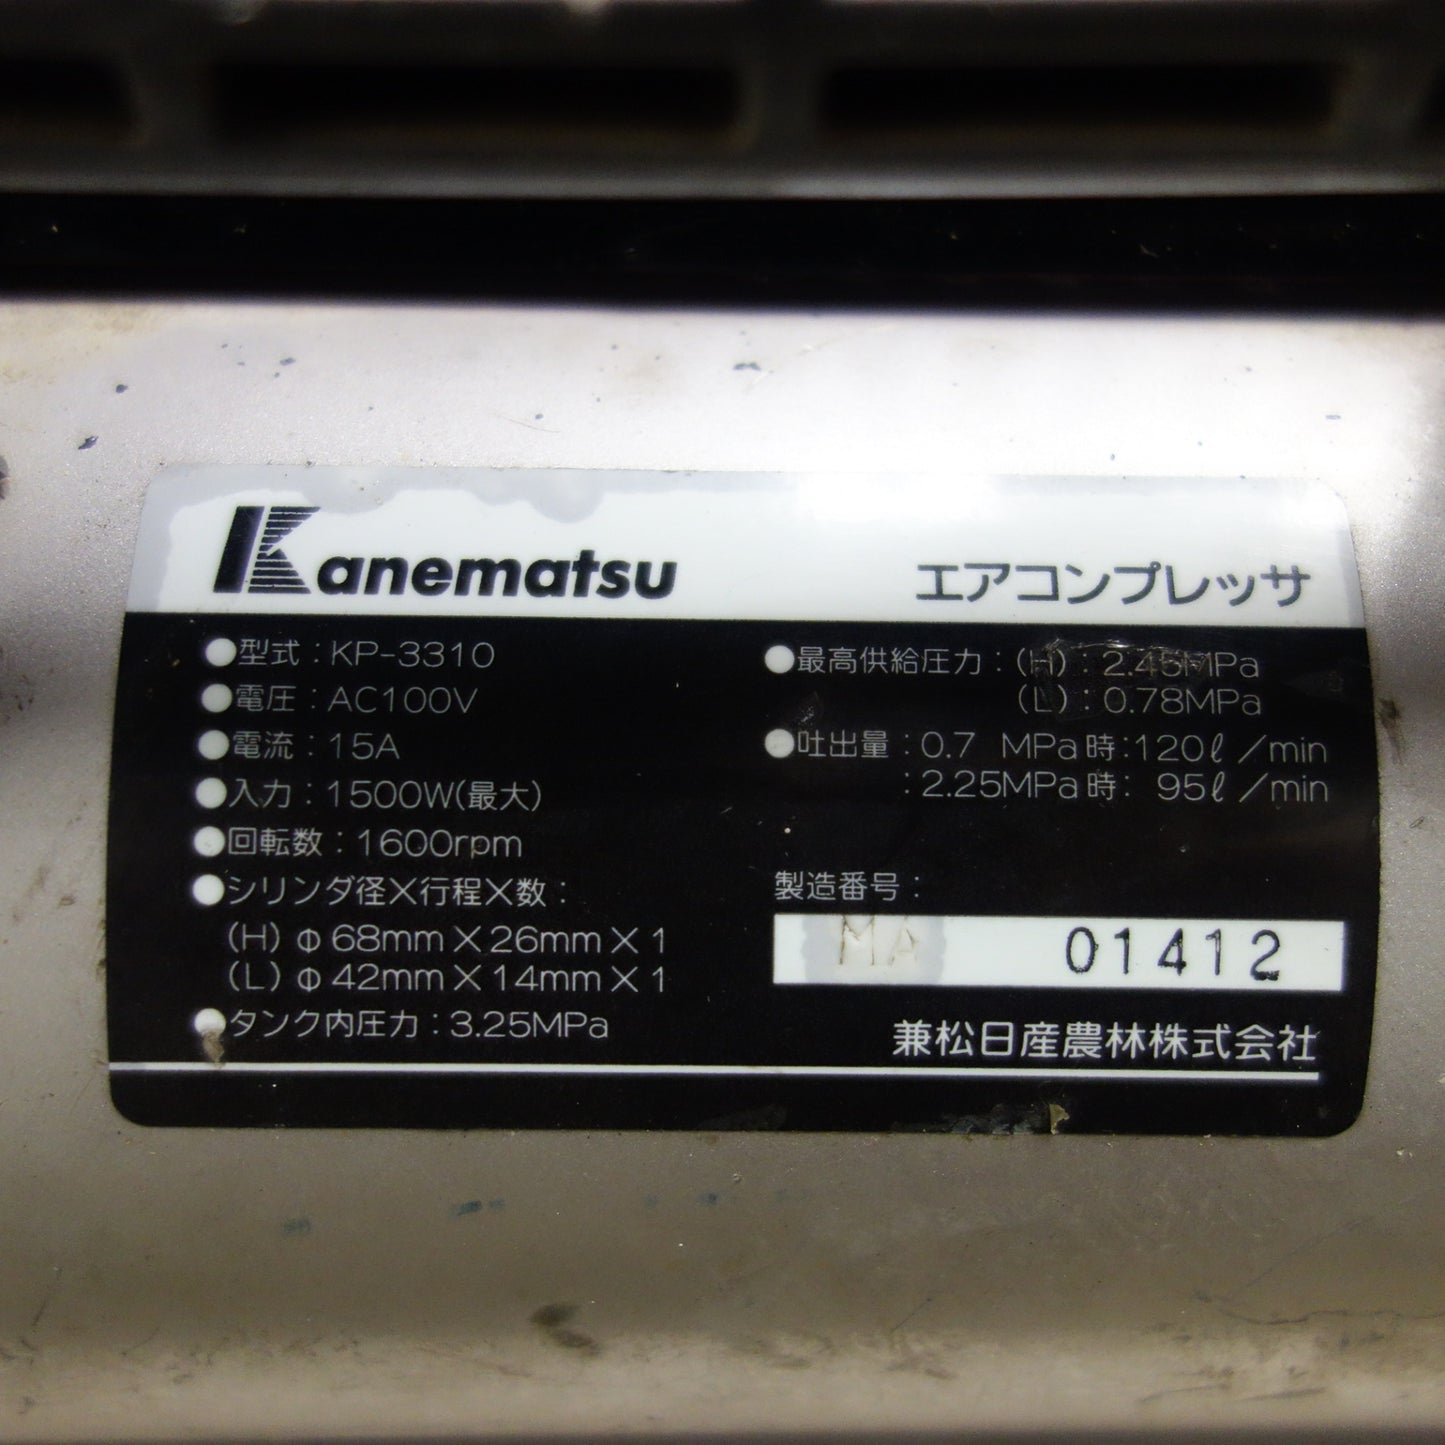 Kanematsu
エアコンプレッサ
●型式：KP-3310
●電圧：AC100V
●電流：15A
●入力：1500W(最大)
●回転数：1600rpm
●シリンダ径×行程×数：
(H) φ68mm×26mm×1
(L) φ42mm×14mm×1
●タンク内圧力：3.25MPa
●最高供給圧力：(H)：2.45MPa
(L)：0.78MPa
●吐出量：0.7 MPa時：120ℓ／min
：2.25MPa時：95ℓ／min
製造番号：
MA 01412
兼松日産農林株式会社